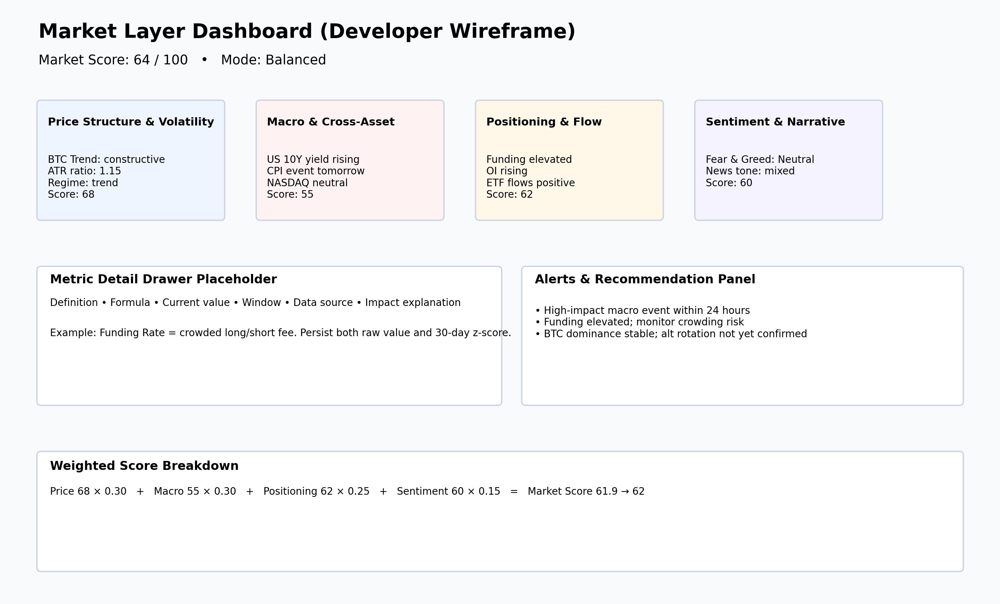 Market Layer Dashboard (Developer Wireframe)
Market Score: 64 / 100 • Mode: Balanced
Price Structure & Volatility
BTC Trend: constructive
ATR ratio: 1.15
Regime: trend
Score: 68
Macro & Cross-Asset
US 10Y yield rising
CPI event tomorrow
NASDAQ neutral
Score: 55
Positioning & Flow
Funding elevated
OI rising
ETF flows positive
Score: 62
Sentiment & Narrative
Fear & Greed: Neutral
News tone: mixed
Score: 60
Metric Detail Drawer Placeholder
Definition • Formula • Current value • Window • Data source • Impact explanation
Example: Funding Rate = crowded long/short fee. Persist both raw value and 30-day z-score.
Alerts & Recommendation Panel
• High-impact macro event within 24 hours
• Funding elevated; monitor crowding risk
• BTC dominance stable; alt rotation not yet confirmed
Weighted Score Breakdown
Price 68 × 0.30 + Macro 55 × 0.30 + Positioning 62 × 0.25 + Sentiment 60 × 0.15 = Market Score 61.9 → 62